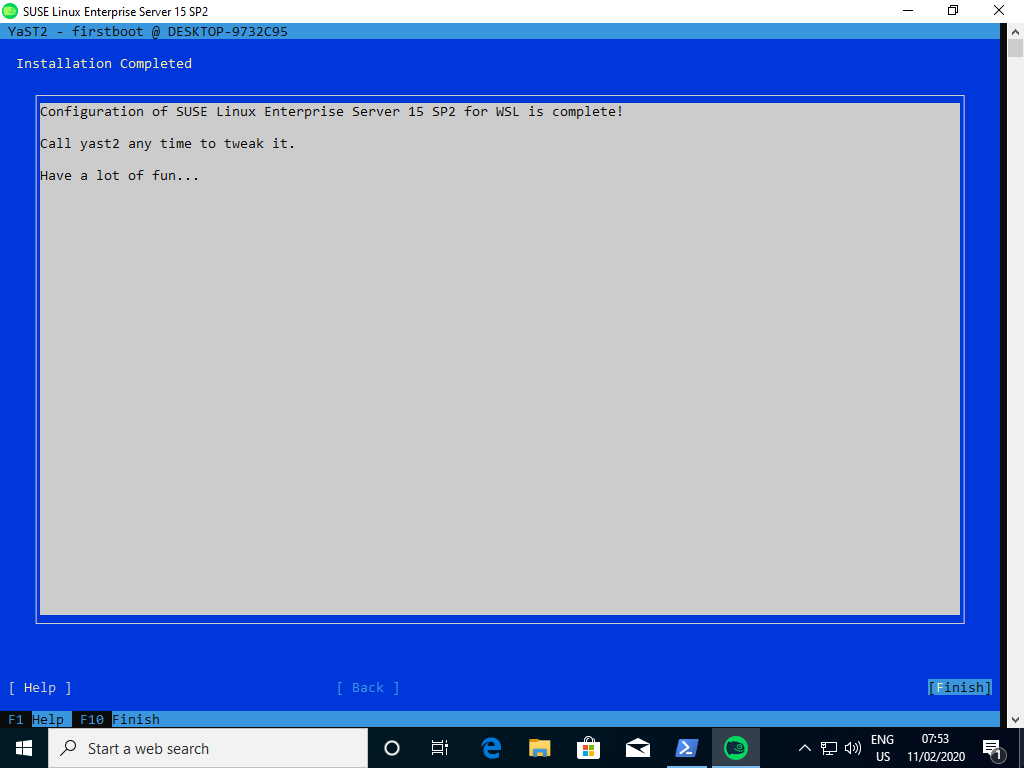 SUSE Linux Enterprise Server 15 SP2
YaST2 - firstboot @ DESKTOP-9732C95
Installation Completed
Configuration of SUSE Linux Enterprise Server 15 SP2 for WSL is complete!
Call yast2 any time to tweak it.
Have a lot of fun...
[ Help ] [ Back ] [Finish]
F1 Help F10 Finish
Start a web search
ENG 07:53
US 11/02/2020 1